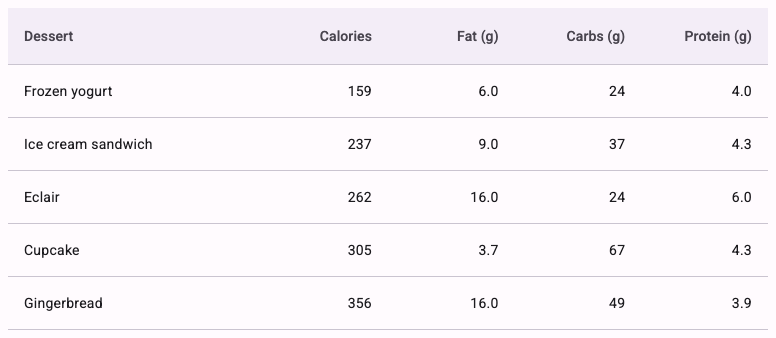 Dessert Calories Fat (g) Carbs (g) Protein (g)
Frozen yogurt 159 6.0 24 4.0
Ice cream sandwich 237 9.0 37 4.3
Eclair 262 16.0 24 6.0
Cupcake 305 3.7 67 4.3
Gingerbread 356 16.0 49 3.9